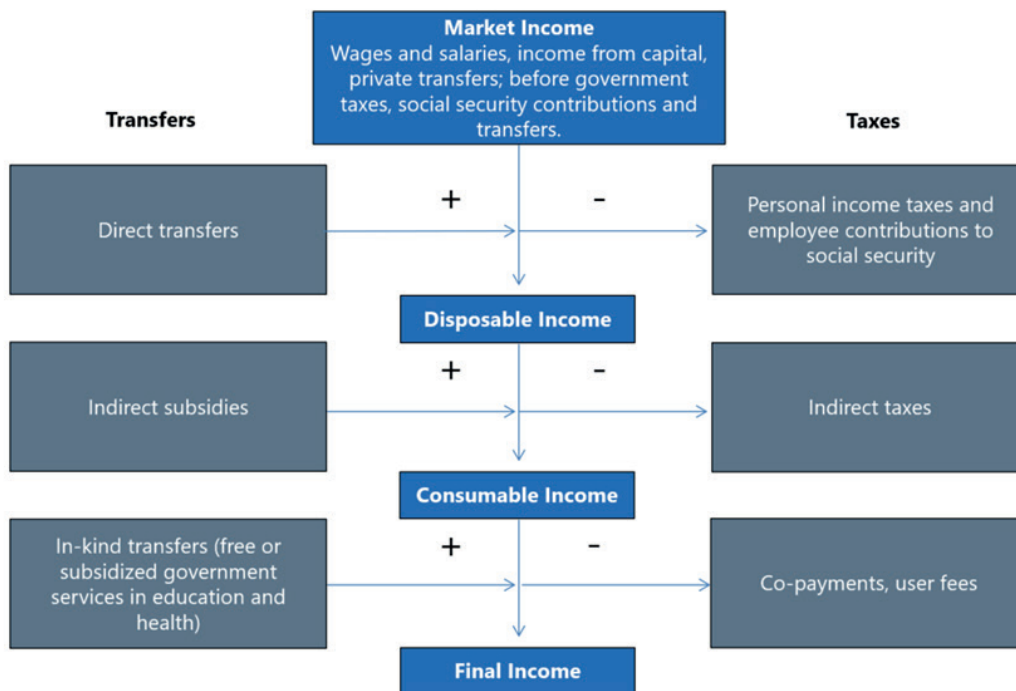 Market Income
Wages and salaries, income from capital,
private transfers; before government
taxes, social security contributions and
transfers.
Transfers
Taxes
+
-
Direct transfers
Personal income taxes and
employee contributions to
social security
Disposable Income
+
-
Indirect subsidies
Indirect taxes
Consumable Income
+
-
In-kind transfers (free or
subsidized government
services in education and
health)
Co-payments, user fees
Final Income